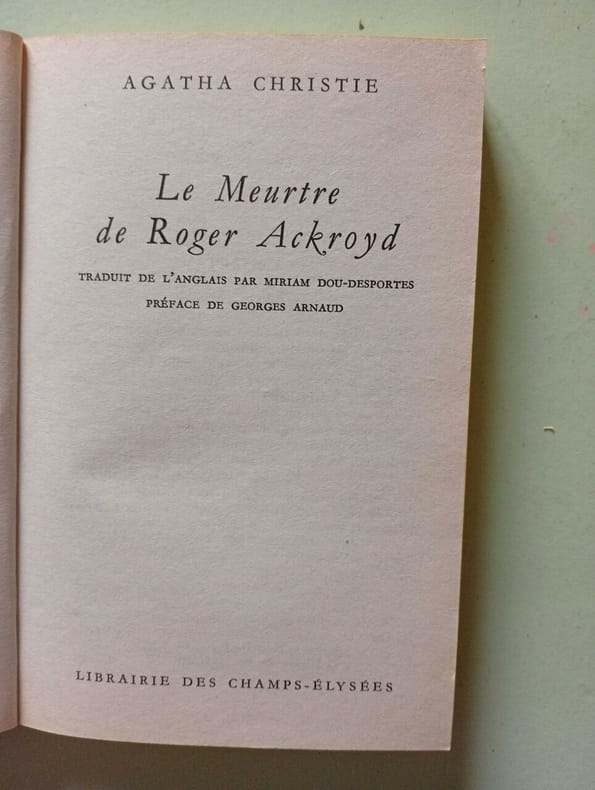 AGATHA CHRISTIE
Le Meurtre
de Roger Ackroyd
TRADUIT DE L'ANGLAIS PAR MIRIAM DOU-DESPORTES
PRÉFACE DE GEORGES ARNAUD
LIBRAIRIE DES CHAMPS-ÉLYSÉES